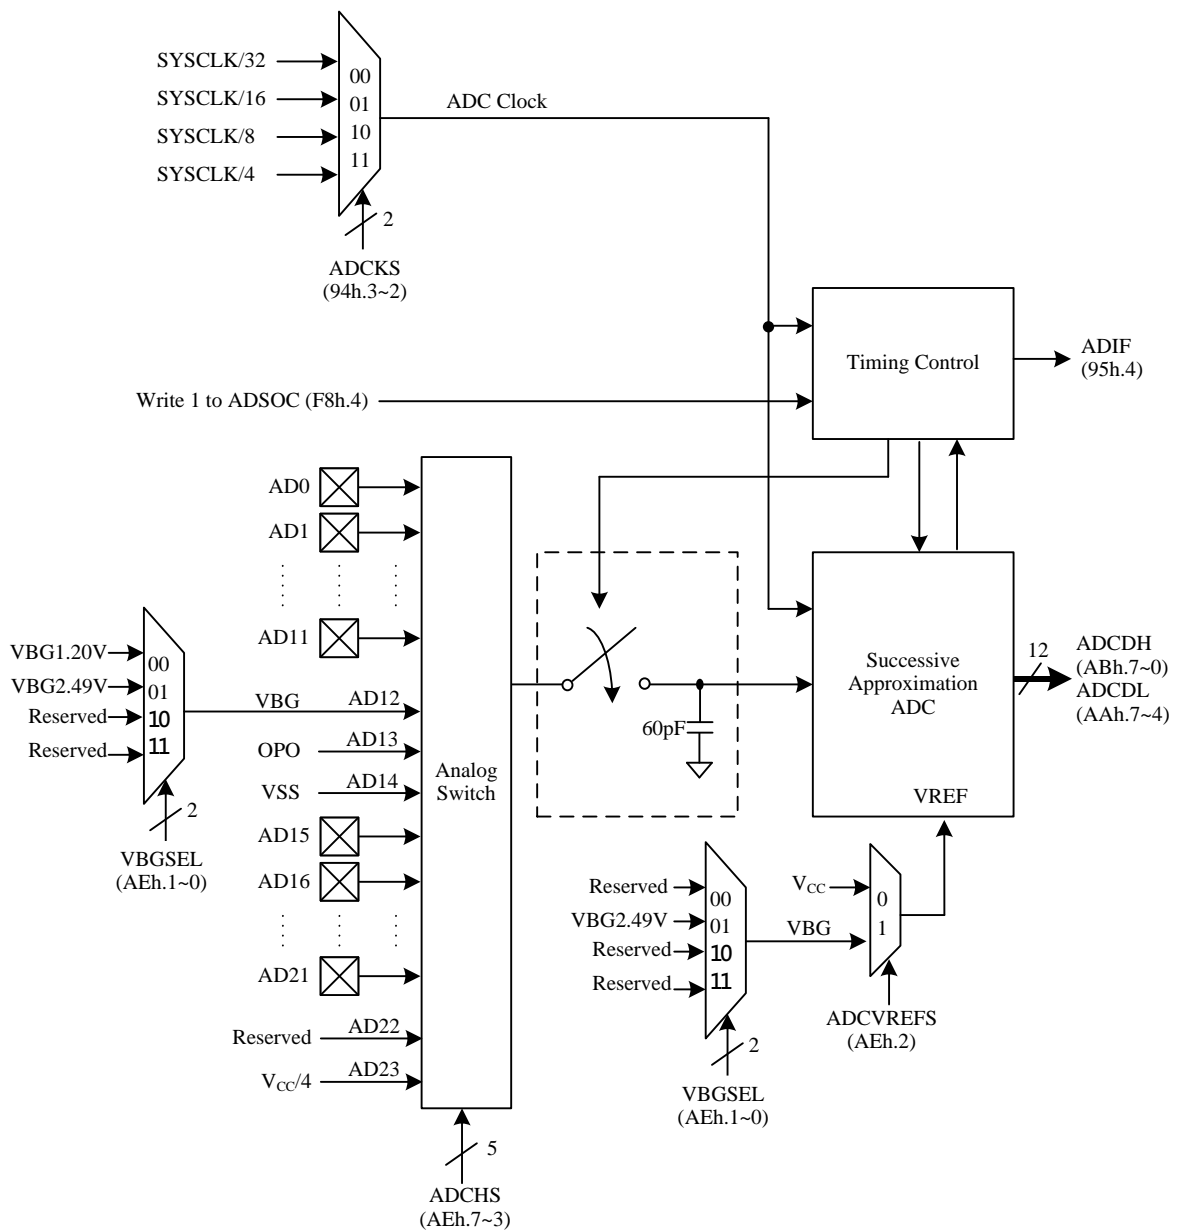 SYSCLK/32
SYSCLK/16
SYSCLK/8
SYSCLK/4
00
01
10
11
ADC Clock
2
ADCKS
(94h.3~2)
Timing Control
ADIF
(95h.4)
Write 1 to ADSOC (F8h.4)
AD0
AD1
AD11
VBG1.20V
VBG2.49V
Reserved
Reserved
00
01
10
11
2
VBGSEL
(AEh.1~0)
VBG
AD12
OPO
AD13
VSS
AD14
AD15
AD16
AD21
Reserved
AD22
VCC/4
AD23
Analog
Switch
5
ADCHS
(AEh.7~3)
60pF
Successive
Approximation
ADC
VREF
12
ADCDH
(ABh.7~0)
ADCDL
(AAh.7~4)
Reserved
VBG2.49V
Reserved
Reserved
00
01
10
11
2
VBGSEL
(AEh.1~0)
VCC
VBG
0
1
ADCVREFS
(AEh.2)